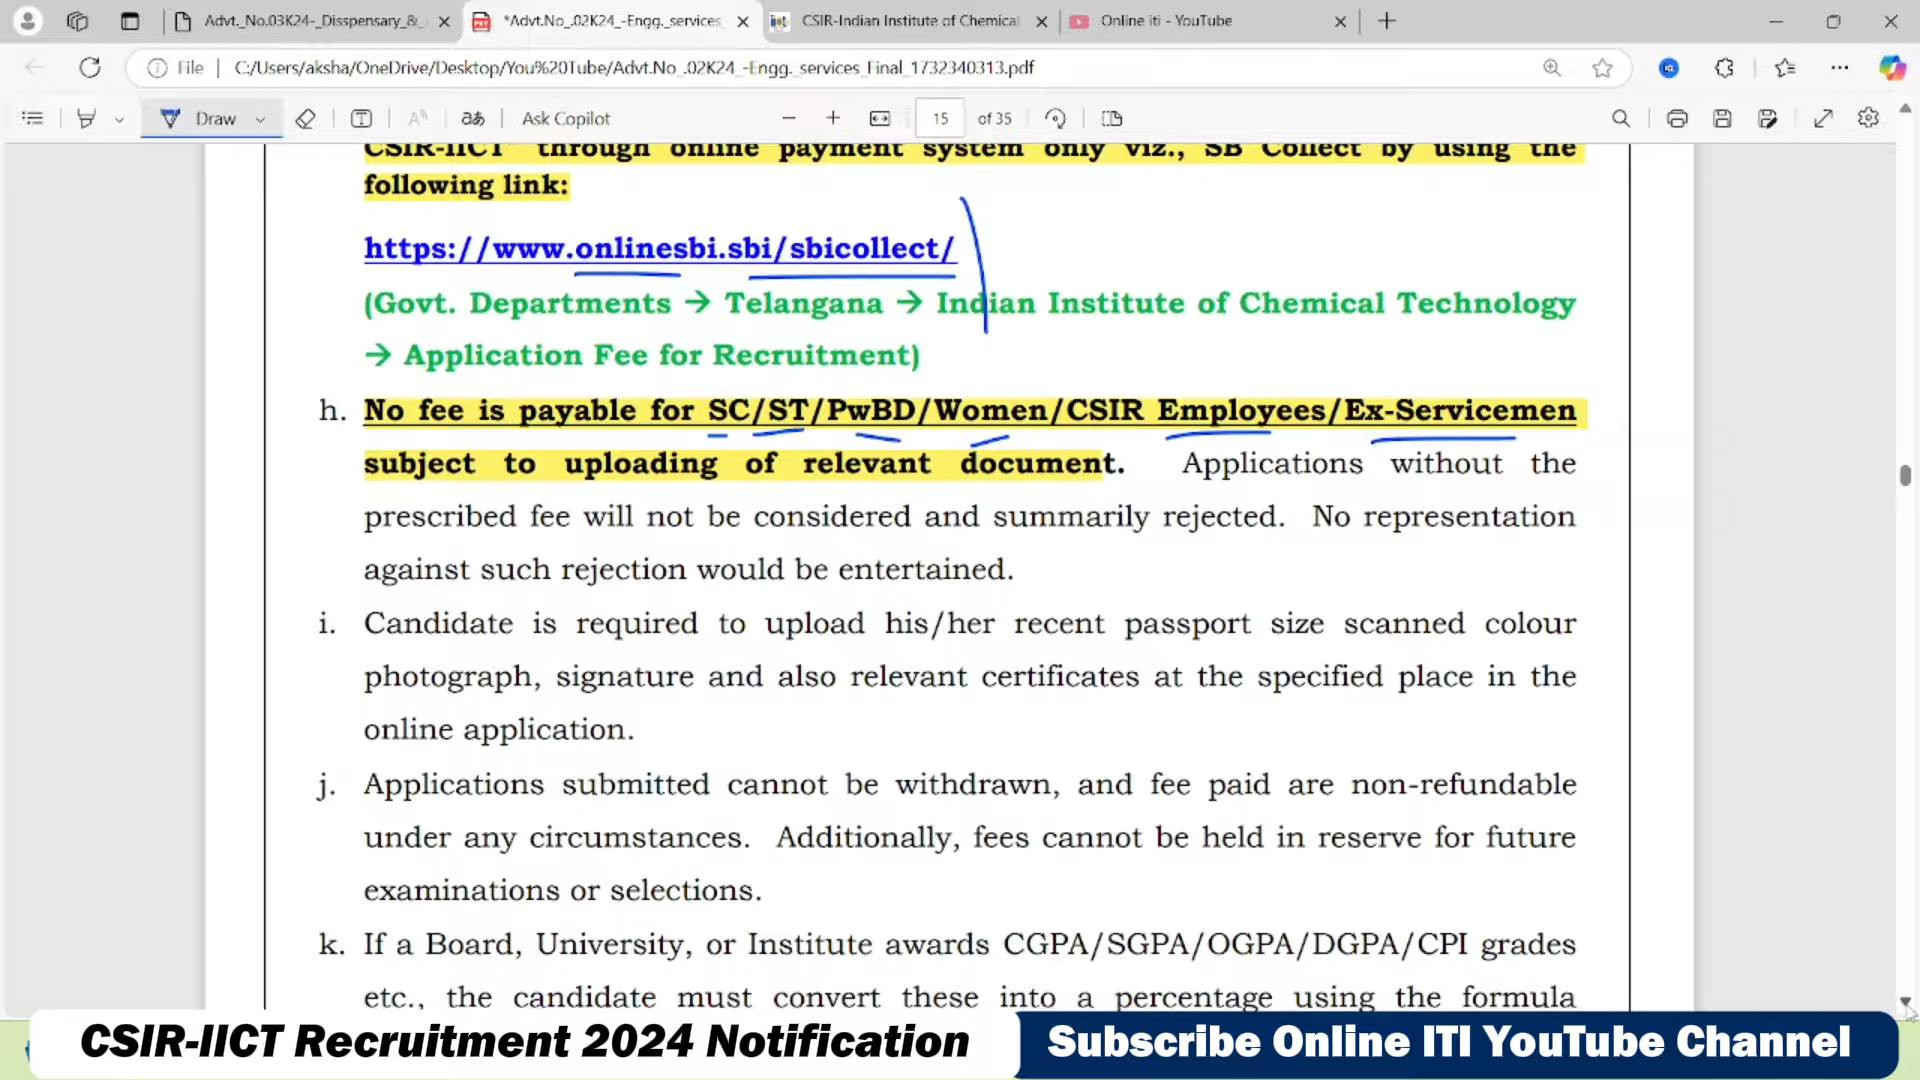 Advt._No.03K24-_Disspensary_&_
*Advt.No_.02K24_-Engg._services_
CSIR-Indian Institute of Chemical
Online iti - YouTube
File
C:/Users/aksha/OneDrive/Desktop/You%20Tube/Advt.No_.02K24_-Engg._services_Final_1732340313.pdf
Draw
Ask Copilot
15 of 35
CSIR-IICT" through online payment system only viz., SB Collect by using the
following link:
https://www.onlinesbi.sbi/sbicollect/
(Govt. Departments → Telangana → Indian Institute of Chemical Technology
→ Application Fee for Recruitment)
h. No fee is payable for SC/ST/PwBD/Women/CSIR Employees/Ex-Servicemen
subject to uploading of relevant document. Applications without the
prescribed fee will not be considered and summarily rejected. No representation
against such rejection would be entertained.
i. Candidate is required to upload his/her recent passport size scanned colour
photograph, signature and also relevant certificates at the specified place in the
online application.
j. Applications submitted cannot be withdrawn, and fee paid are non-refundable
under any circumstances. Additionally, fees cannot be held in reserve for future
examinations or selections.
k. If a Board, University, or Institute awards CGPA/SGPA/OGPA/DGPA/CPI grades
etc., the candidate must convert these into a percentage using the formula
CSIR-IICT Recruitment 2024 Notification
Subscribe Online ITI YouTube Channel